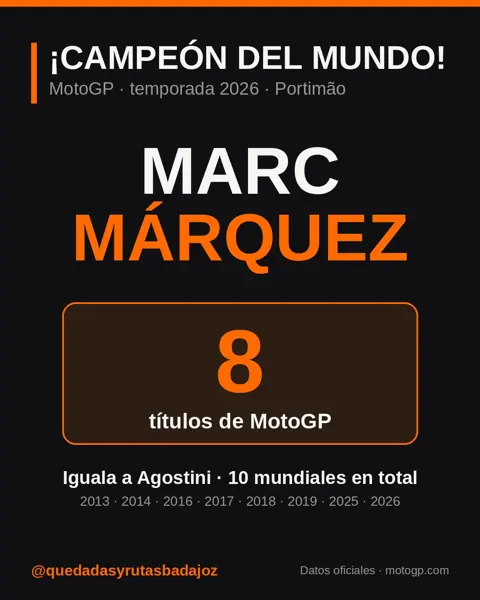 ¡CAMPEÓN DEL MUNDO!
MotoGP · temporada 2026 · Portimão
MARC
MÁRQUEZ
8
títulos de MotoGP
Iguala a Agostini · 10 mundiales en total
2013 · 2014 · 2016 · 2017 · 2018 · 2019 · 2025 · 2026
@quedadasyrutasbadajoz
Datos oficiales · motogp.com